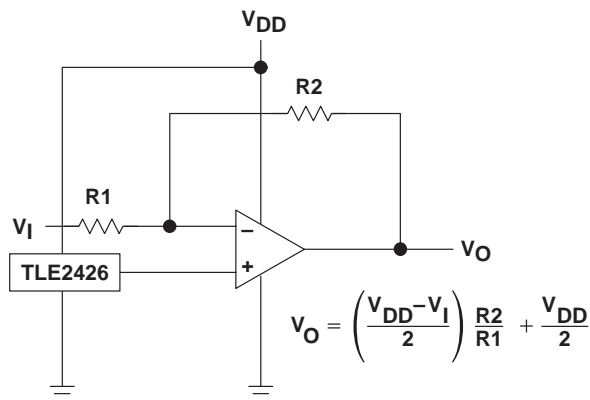 VDD
R2
R1
VI
−
TLE2426
+
VO
VO = ((VDD−VI)/2) R2/R1 + VDD/2